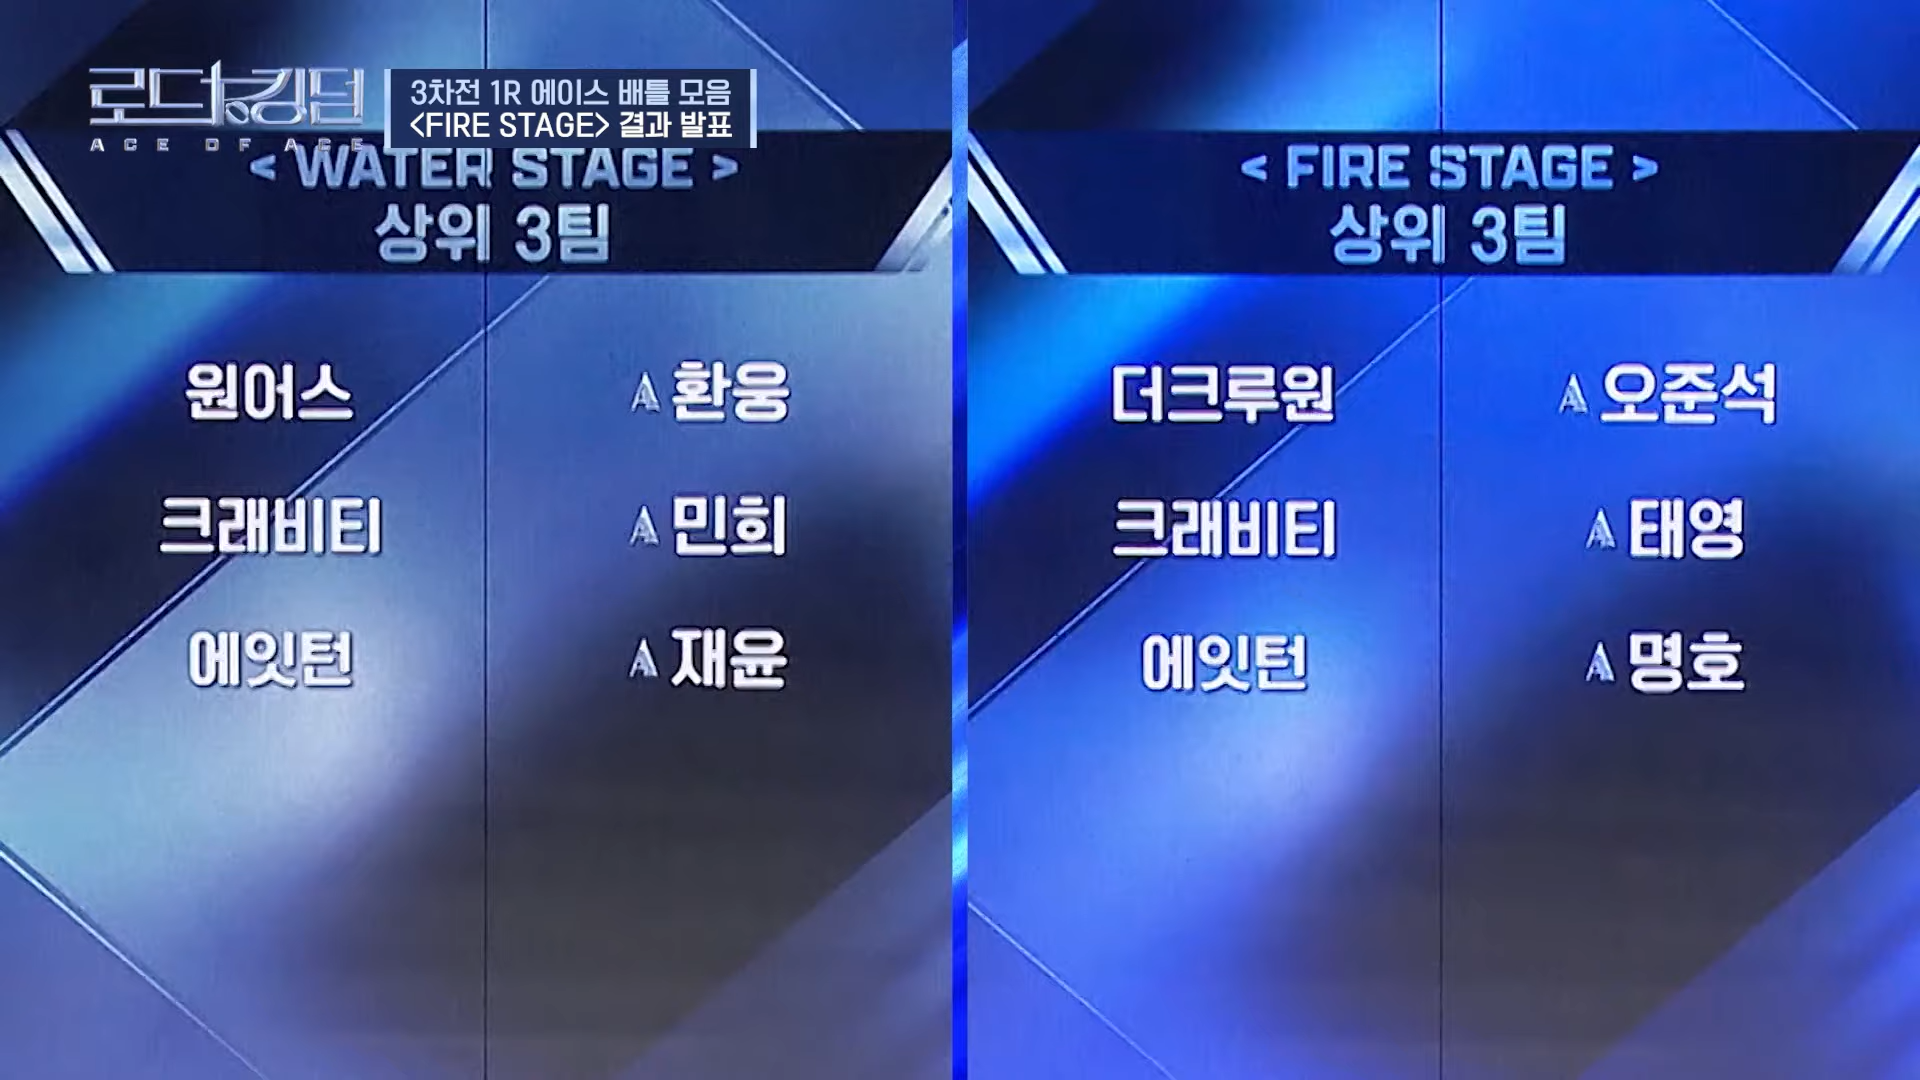 로드 투 킹덤
ACE OF ACE
3차전 1R 에이스 배틀 모음
<FIRE STAGE> 결과 발표
< WATER STAGE >
상위 3팀
원어스 A 환웅
크래비티 A 민희
에잇턴 A 재윤
< FIRE STAGE >
상위 3팀
더크루원 A 오준석
크래비티 A 태영
에잇턴 A 명호